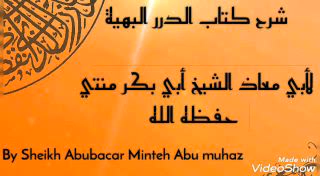 شرح كتاب الدرر البهية
لأبي معاذ الشيخ أبي بكر منتي
حفظه الله
By Sheikh Abubacar Minteh Abu muhaz
Made with
VideoShow